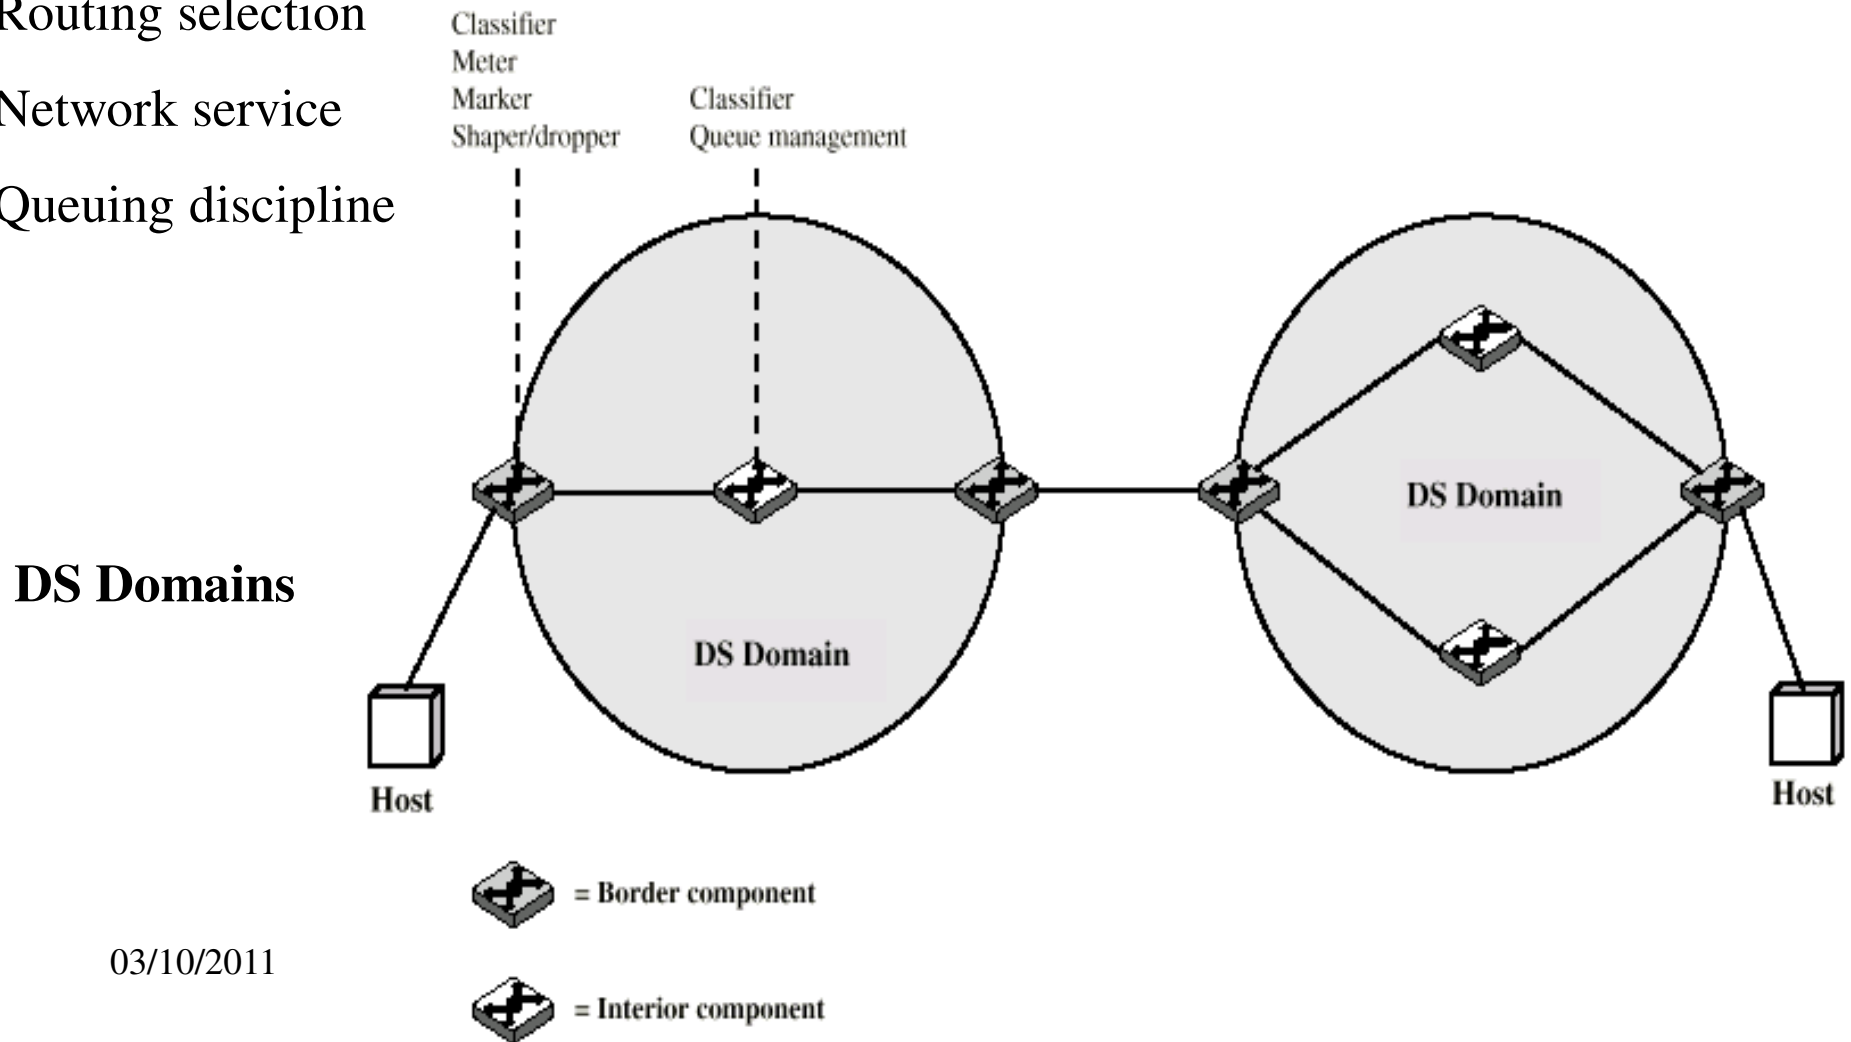 Routing selection
Network service
Queuing discipline
Classifier
Meter
Marker
Shaper/dropper
Classifier
Queue management
DS Domains
DS Domain
DS Domain
Host
Host
= Border component
= Interior component
03/10/2011